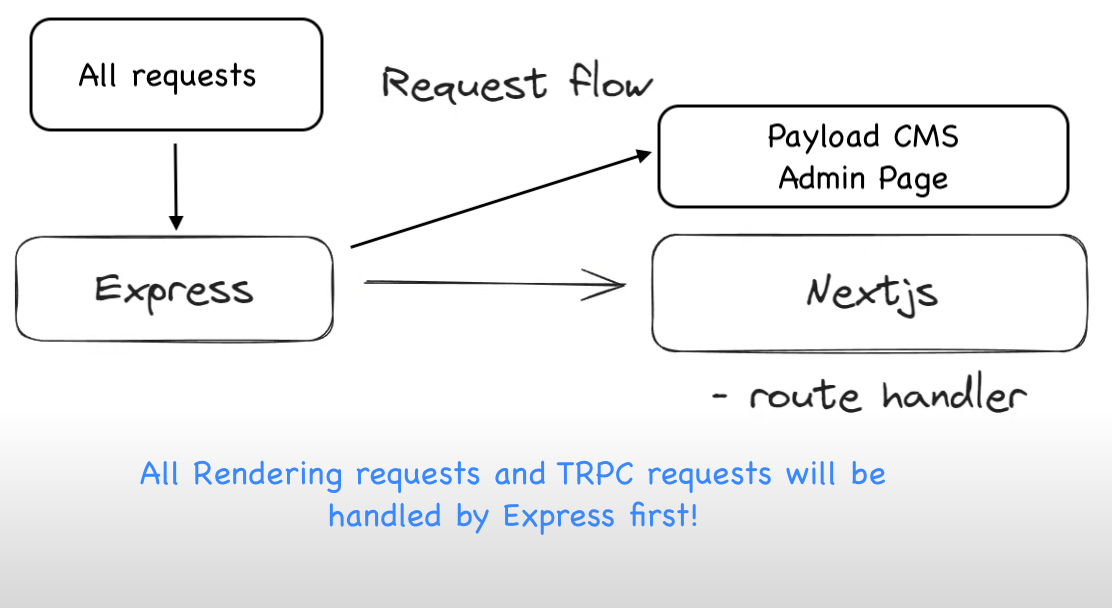 All requests
Request flow
Payload CMS
Admin Page
Express
Nextjs
- route handler
All Rendering requests and TRPC requests will be
handled by Express first!